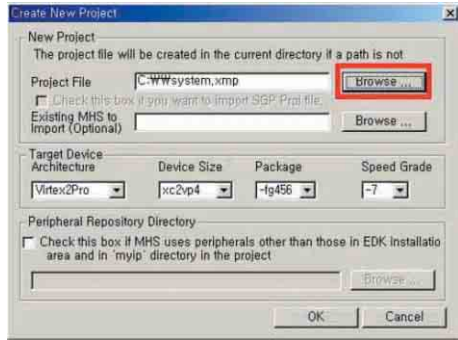 Create New Project
New Project
The project file will be created in the current directory if a path is not
Project File
C:₩₩system.xmp
Browse ...
Check this box if you want to import SGP Proj file.
Existing MHS to
Import (Optional)
Browse ...
Target Device
Architecture Device Size Package Speed Grade
Virtex2Pro xc2vp4 -fg456 -7
Peripheral Repository Directory
Check this box if MHS uses peripherals other than those in EDK installatio
area and in 'myip' directory in the project
Browse ...
OK Cancel